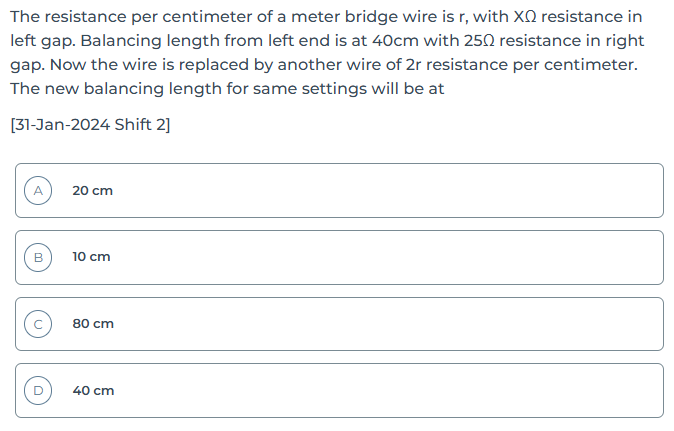 The resistance per centimeter of a meter bridge wire is r, with XΩ resistance in
left gap. Balancing length from left end is at 40cm with 25Ω resistance in right
gap. Now the wire is replaced by another wire of 2r resistance per centimeter.
The new balancing length for same settings will be at
[31-Jan-2024 Shift 2]
A 20 cm
B 10 cm
C 80 cm
D 40 cm